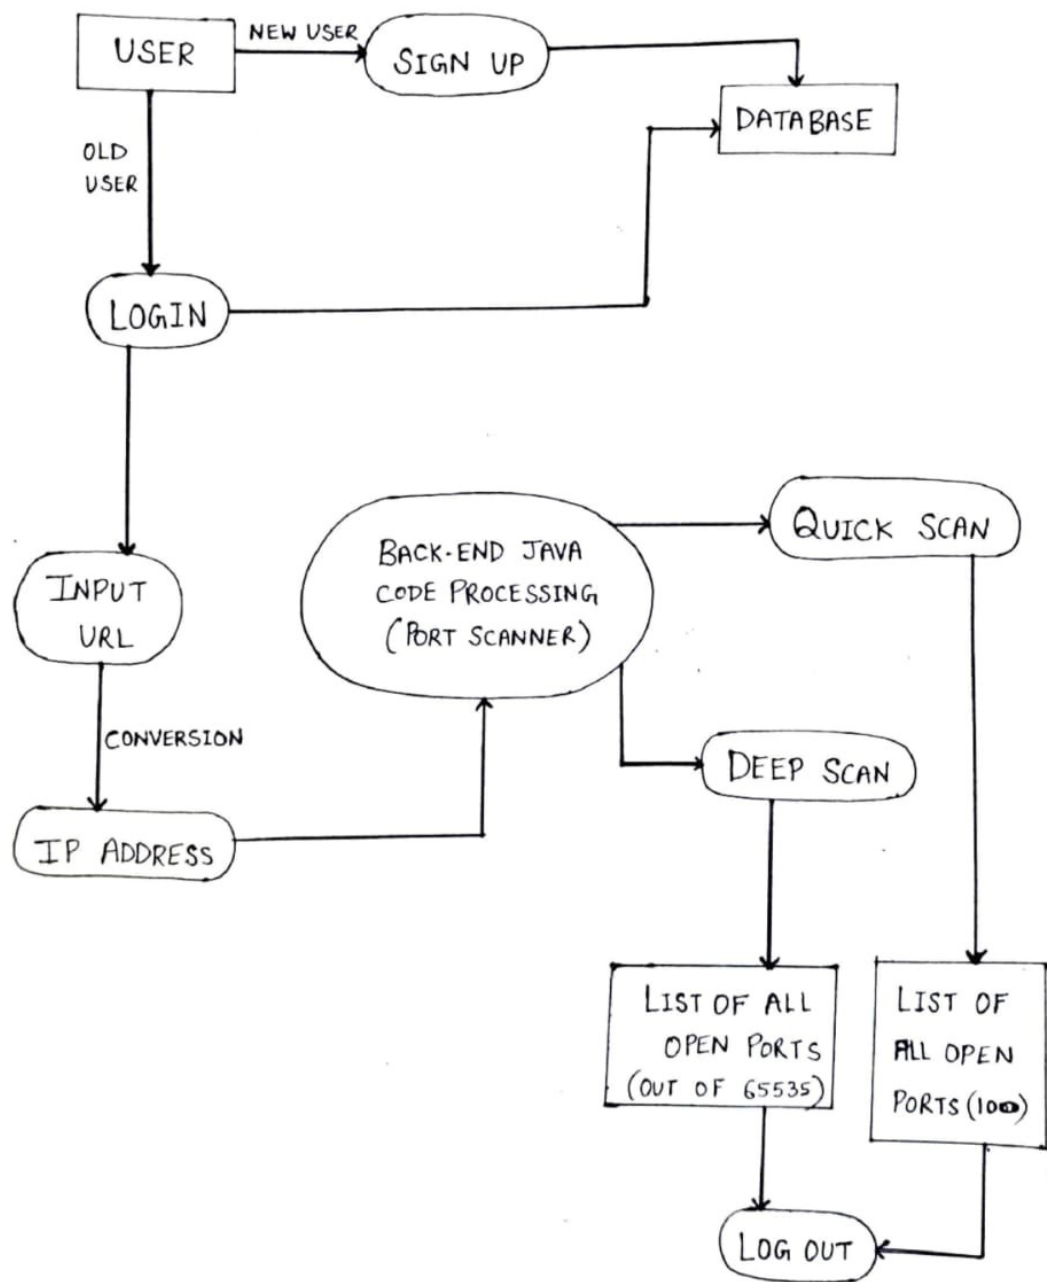 USER
NEW USER
SIGN UP
DATABASE
OLD
USER
LOGIN
INPUT
URL
CONVERSION
IP ADDRESS
BACK-END JAVA
CODE PROCESSING
(PORT SCANNER)
QUICK SCAN
DEEP SCAN
LIST OF ALL
OPEN PORTS
(OUT OF 65535)
LIST OF
ALL OPEN
PORTS (100)
LOG OUT